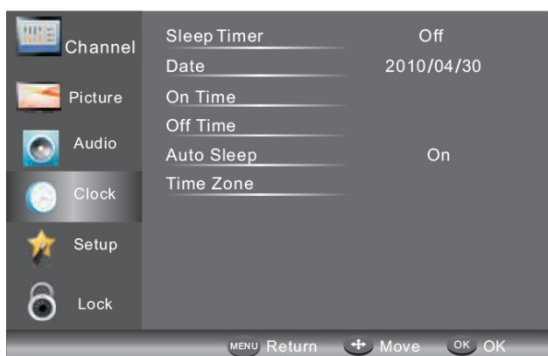 Channel
Picture
Audio
Clock
Setup
Lock
Sleep Timer Off
Date 2010/04/30
On Time
Off Time
Auto Sleep On
Time Zone
MENU Return Move OK OK